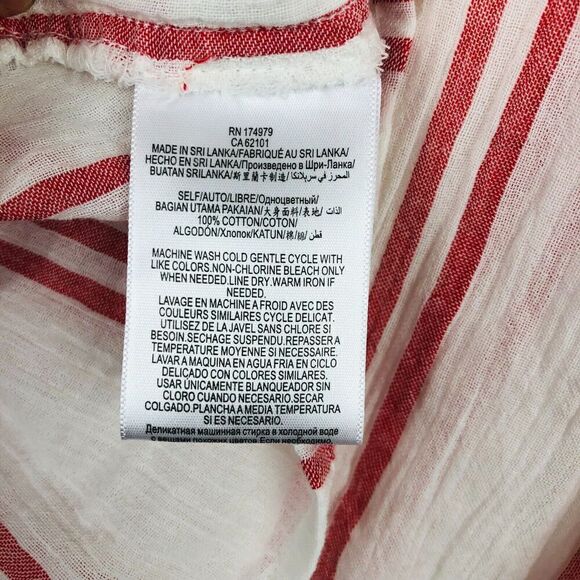 RN 174979
CA 62101
MADE IN SRI LANKA/FABRIQUÉ AU SRI LANKA/
HECHO EN SRI LANKA/Произведено в Шри-Ланка/
BUATAN SRILANKA/斯里蘭卡制造/ المحرز في سريلانكا
SELF/AUTO/LIBRE/Одноцветный/
BAGIAN UTAMA PAKAIAN/大身面料/表地/ الذات
100% COTTON/COTON/
ALGODÓN/Хлопок/KATUN/棉/綿/ قطن
MACHINE WASH COLD GENTLE CYCLE WITH
LIKE COLORS.NON-CHLORINE BLEACH ONLY
WHEN NEEDED.LINE DRY.WARM IRON IF
NEEDED.
LAVAGE EN MACHINE A FROID AVEC DES
COULEURS SIMILAIRES CYCLE DELICAT.
UTILISEZ DE LA JAVEL SANS CHLORE SI
BESOIN.SECHAGE SUSPENDU.REPASSER A
TEMPERATURE MOYENNE SI NECESSAIRE.
LAVAR A MAQUINA EN AGUA FRIA EN CICLO
DELICADO CON COLORES SIMILARES.
USAR ÚNICAMENTE BLANQUEADOR SIN
CLORO CUANDO NECESARIO.SECAR
COLGADO.PLANCHA A MEDIA TEMPERATURA
SI ES NECESARIO.
Деликатная машинная стирка в холодной воде
с вещами похожих цветов.Если необходимо,